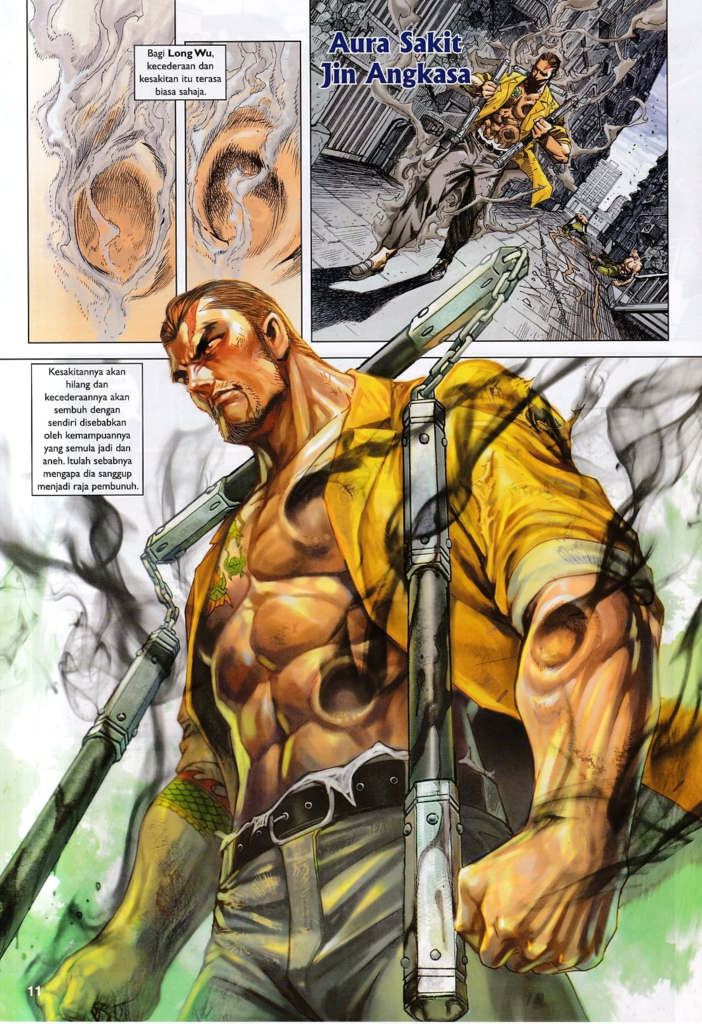 Bagi Long Wu,
kecederaan dan
kesakitan itu terasa
biasa sahaja.
Aura Sakit
Jin Angkasa
Kesakitannya akan
hilang dan
kecederaannya akan
sembuh dengan
sendiri disebabkan
oleh kemampuannya
yang semula jadi dan
aneh. Itulah sebabnya
mengapa dia sanggup
menjadi raja pembunuh.
11